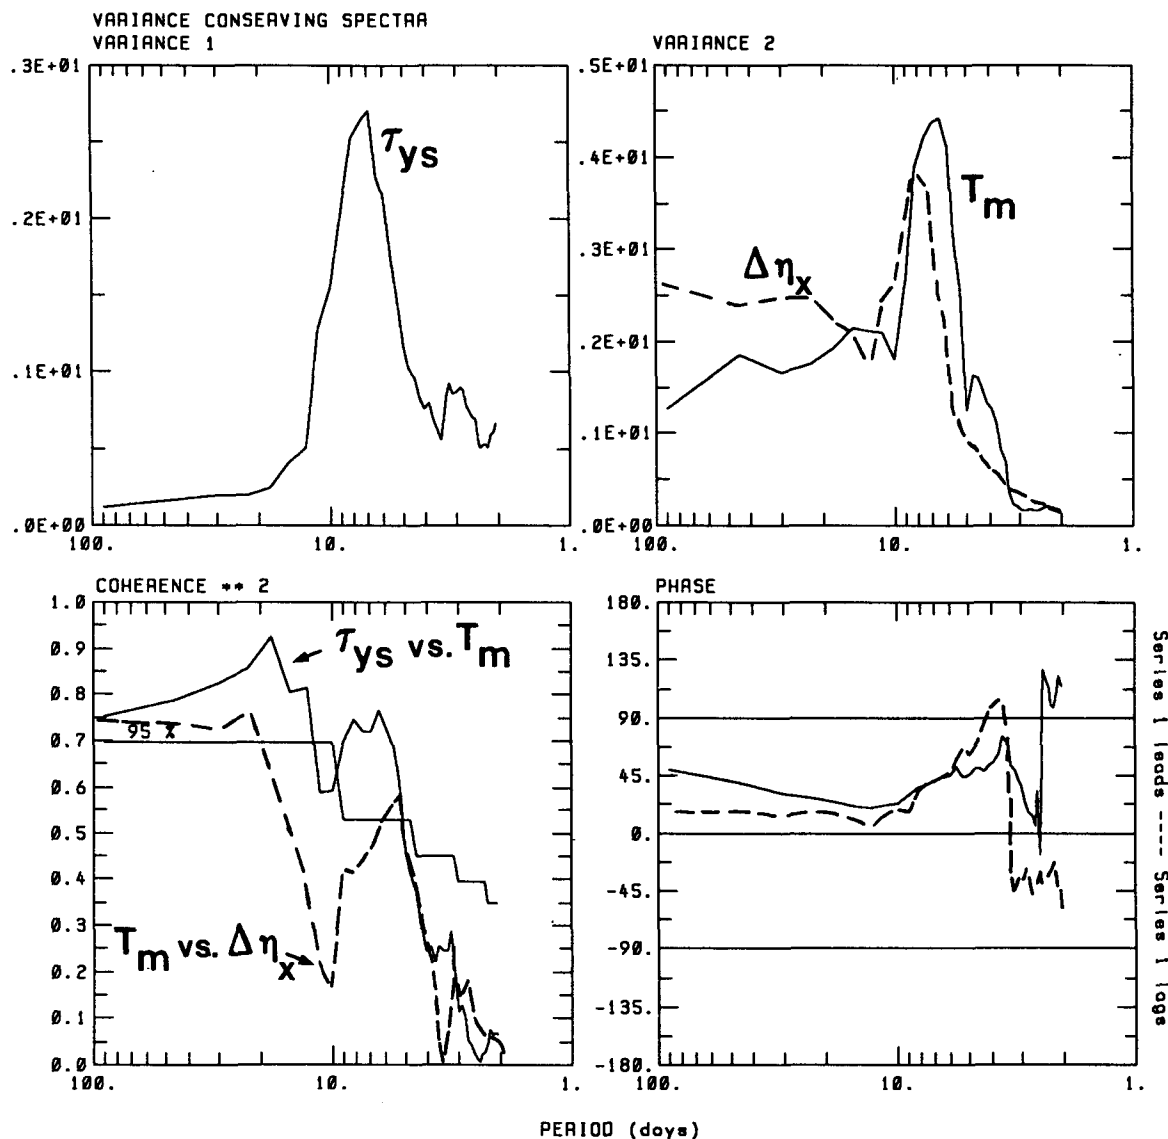 VARIANCE CONSERVING SPECTRA
VARIANCE 1
.3E+01
.2E+01
.1E+01
.0E+00
100.
10.
1.
τys
VARIANCE 2
.5E+01
.4E+01
.3E+01
.2E+01
.1E+01
.0E+00
100.
10.
1.
Tm
Δηx
COHERENCE ** 2
1.0
0.9
0.8
0.7
0.6
0.5
0.4
0.3
0.2
0.1
0.0
100.
10.
1.
τys vs. Tm
95 %
Tm vs. Δηx
PHASE
180.
135.
90.
45.
0.
-45.
-90.
-135.
-180.
100.
10.
1.
Series 1 leads ---- Series 1 lags
PERIOD (days)